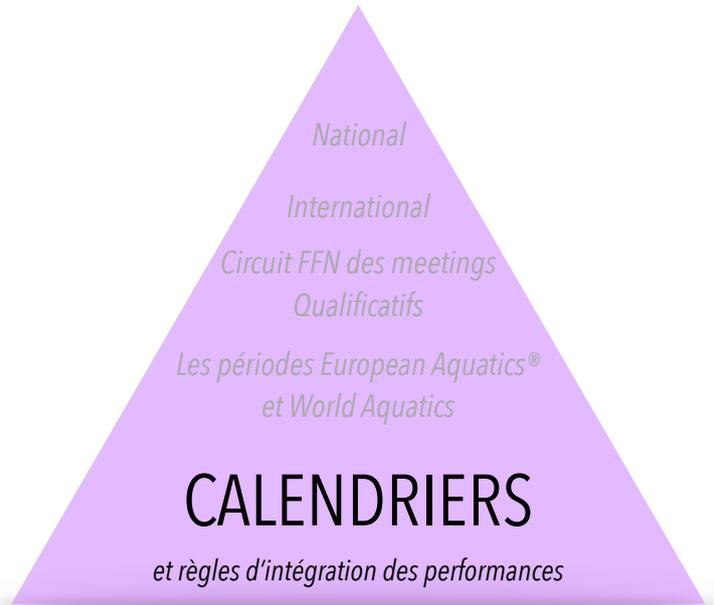 National
International
Circuit FFN des meetings
Qualificatifs
Les périodes European Aquatics®
et World Aquatics
CALENDRIERS
et règles d’intégration des performances